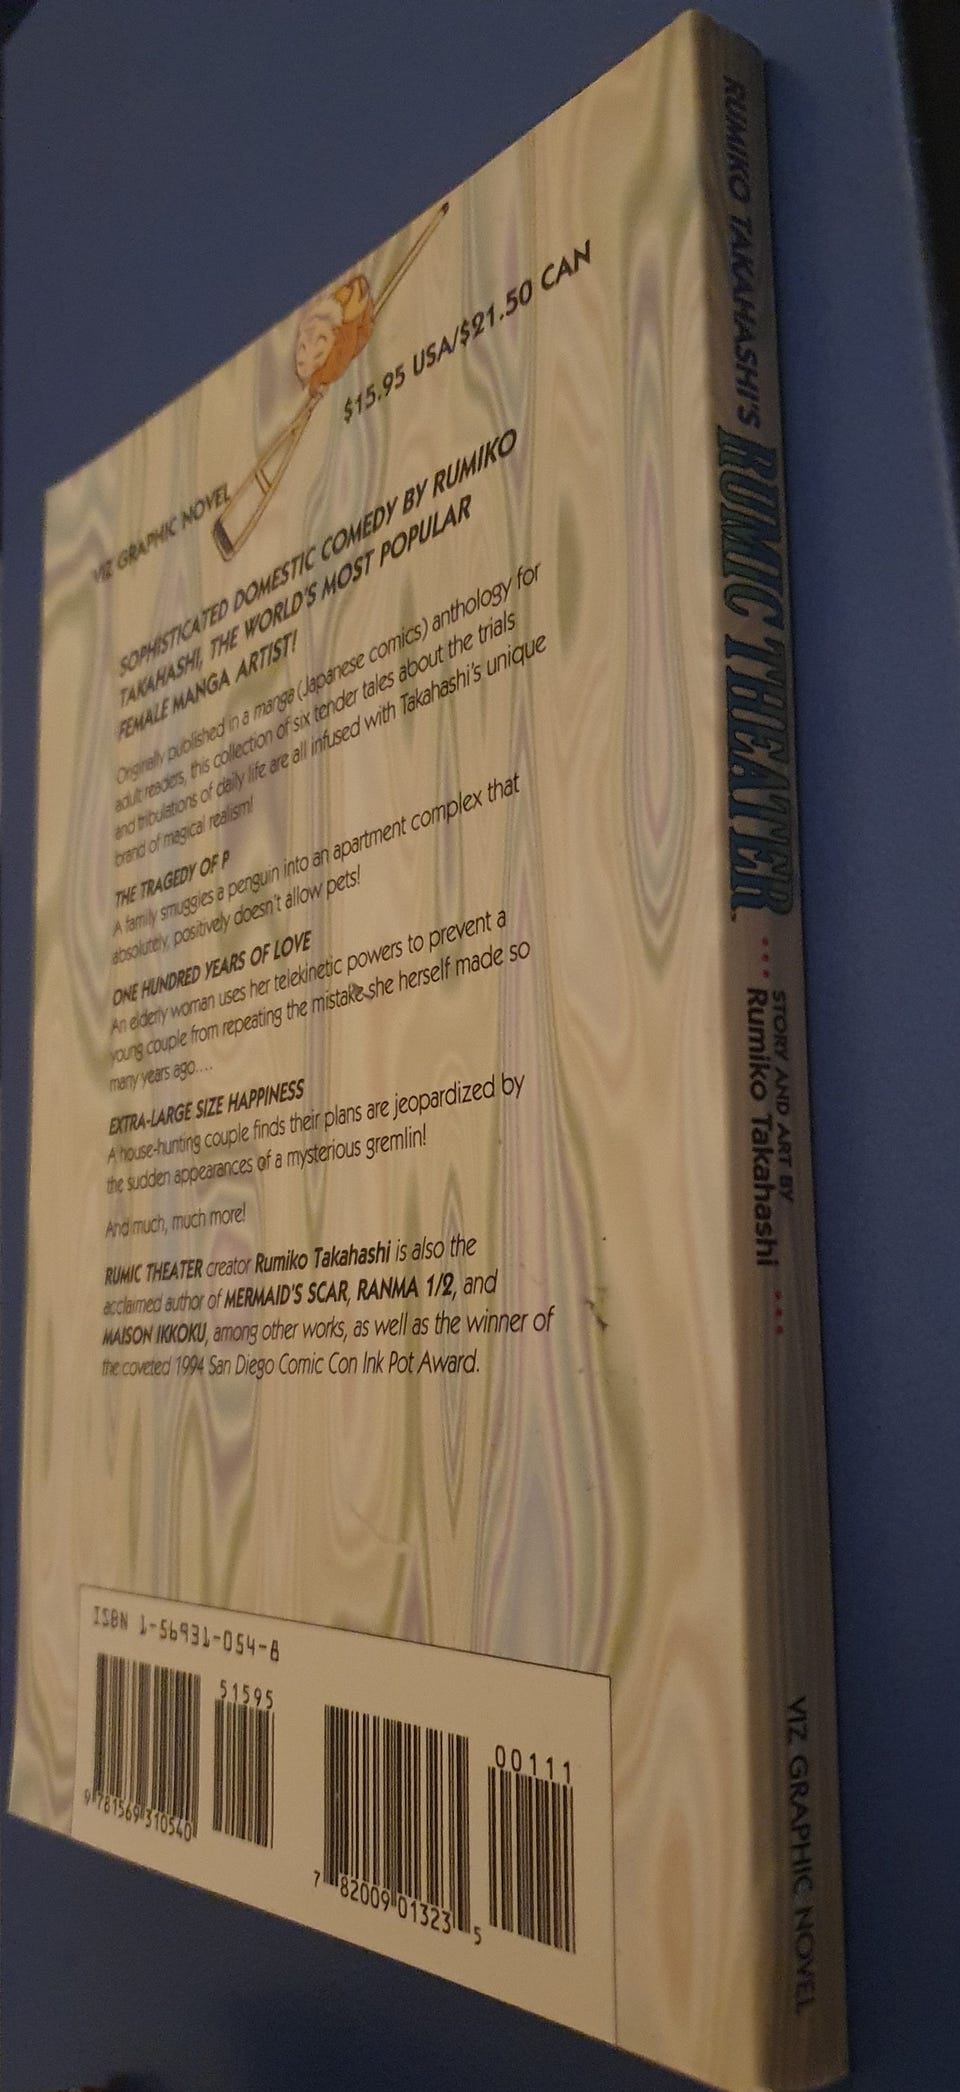 VIZ GRAPHIC NOVEL
$15.95 USA/$21.50 CAN
SOPHISTICATED DOMESTIC COMEDY BY RUMIKO
TAKAHASHI, THE WORLD'S MOST POPULAR
FEMALE MANGA ARTIST!
Originally published in a manga (Japanese comics) anthology for
adult readers, this collection of six tender tales about the trials
and tribulations of daily life are all infused with Takahashi's unique
brand of magical realism!
THE TRAGEDY OF P
A family smuggles a penguin into an apartment complex that
absolutely, positively doesn't allow pets!
ONE HUNDRED YEARS OF LOVE
An elderly woman uses her telekinetic powers to prevent a
young couple from repeating the mistake she herself made so
many years ago....
EXTRA-LARGE SIZE HAPPINESS
A house-hunting couple finds their plans are jeopardized by
the sudden appearances of a mysterious gremlin!
And much, much more!
RUMIC THEATER creator Rumiko Takahashi is also the
acclaimed author of MERMAID'S SCAR, RANMA 1/2, and
MAISON IKKOKU, among other works, as well as the winner of
the coveted 1994 San Diego Comic Con Ink Pot Award.
ISBN 1-56931-054-8
51595
9 781569 310540
00111
7 82009 01323 5
RUMIKO TAKAHASHI'S RUMIC THEATER™
STORY AND ART BY
Rumiko Takahashi
VIZ GRAPHIC NOVEL